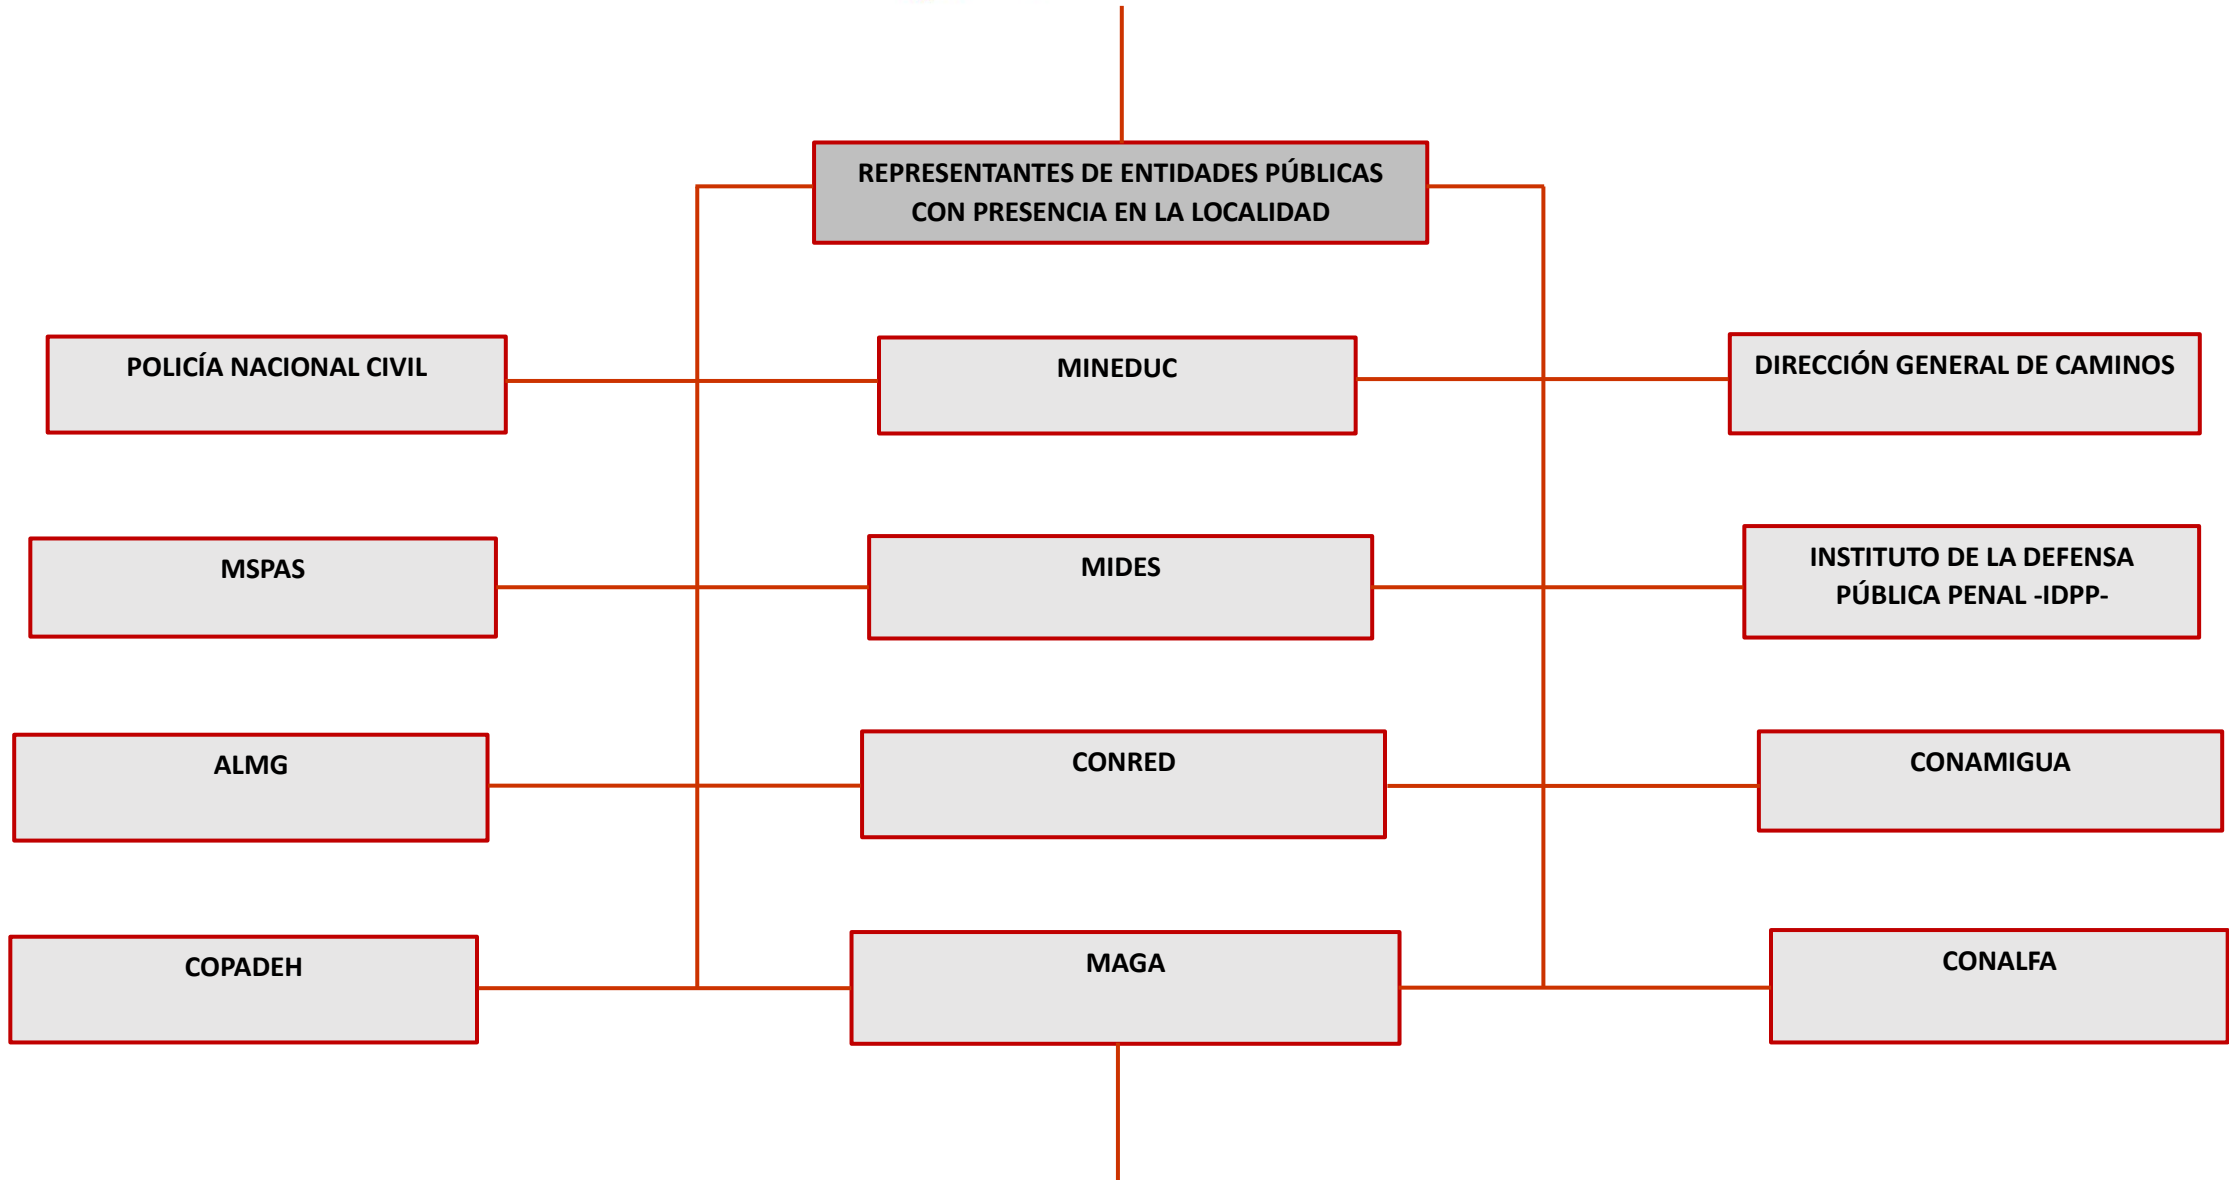 REPRESENTANTES DE ENTIDADES PÚBLICAS
CON PRESENCIA EN LA LOCALIDAD
POLICÍA NACIONAL CIVIL
MINEDUC
DIRECCIÓN GENERAL DE CAMINOS
MSPAS
MIDES
INSTITUTO DE LA DEFENSA
PÚBLICA PENAL -IDPP-
ALMG
CONRED
CONAMIGUA
COPADEH
MAGA
CONALFA